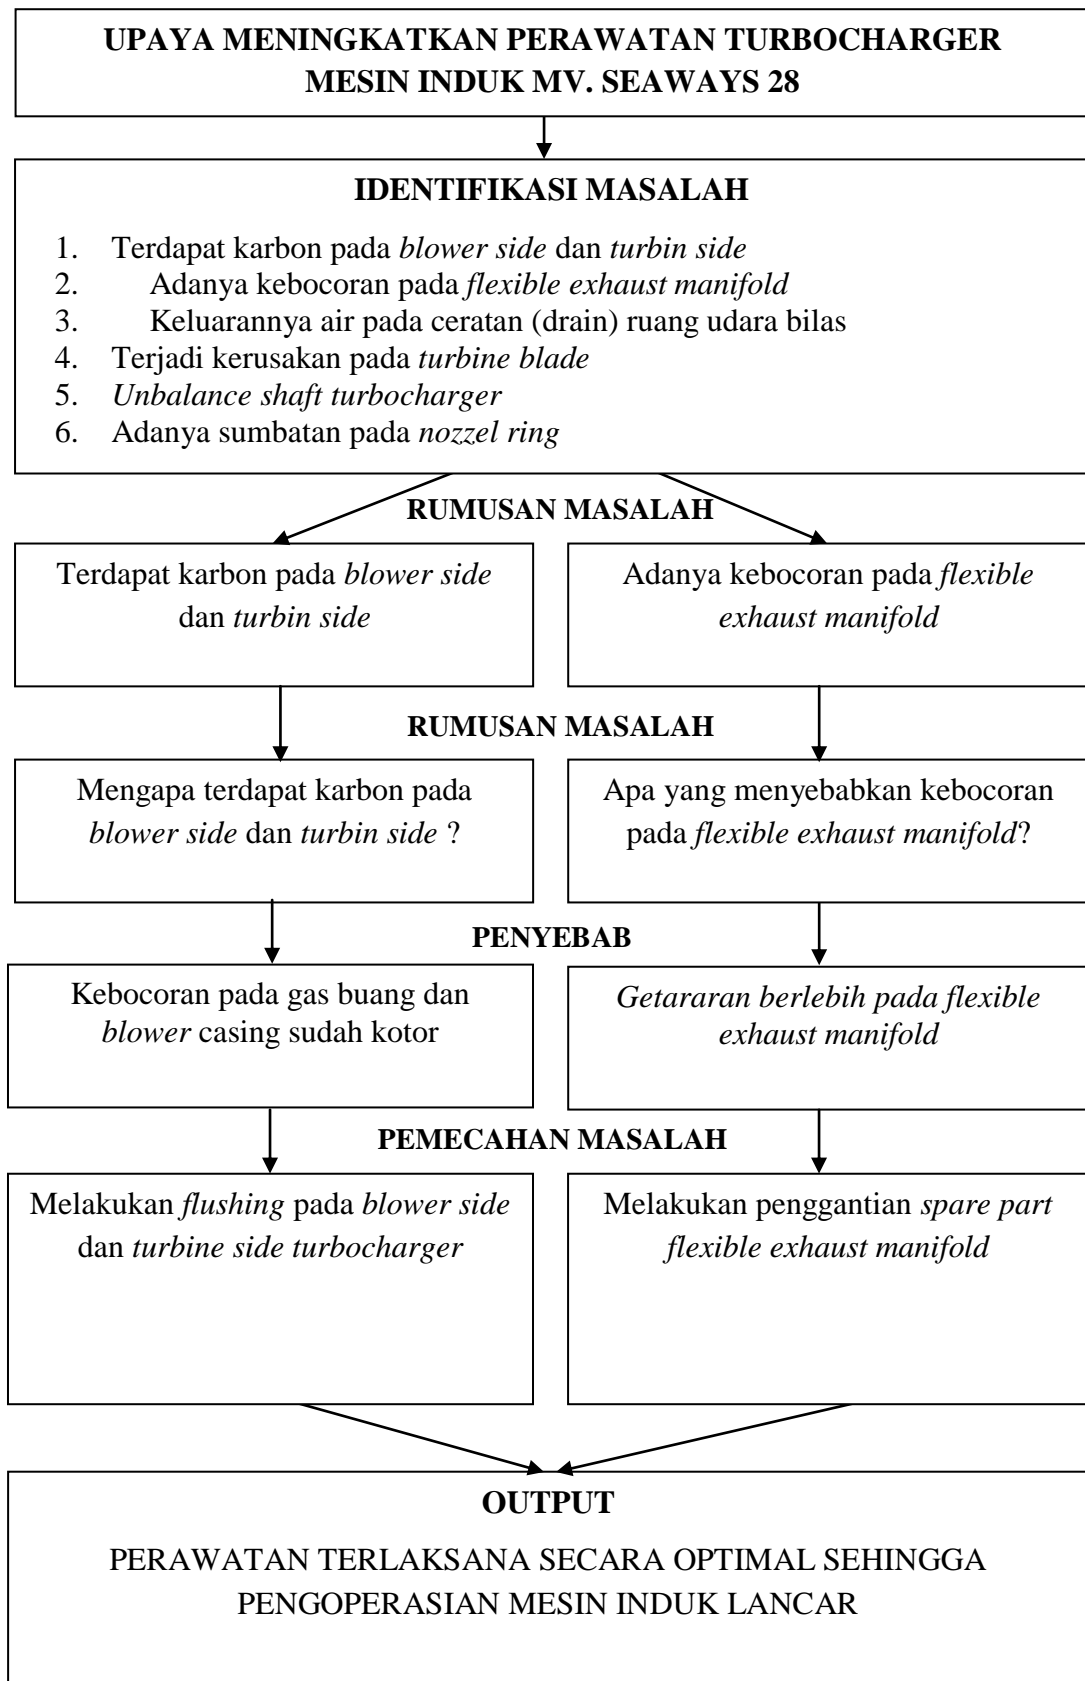 UPAYA MENINGKATKAN PERAWATAN TURBOCHARGER
MESIN INDUK MV. SEAWAYS 28
IDENTIFIKASI MASALAH
1. Terdapat karbon pada blower side dan turbin side
2. Adanya kebocoran pada flexible exhaust manifold
3. Keluarannya air pada ceratan (drain) ruang udara bilas
4. Terjadi kerusakan pada turbine blade
5. Unbalance shaft turbocharger
6. Adanya sumbatan pada nozzel ring
RUMUSAN MASALAH
Terdapat karbon pada blower side
dan turbin side
Adanya kebocoran pada flexible
exhaust manifold
RUMUSAN MASALAH
Mengapa terdapat karbon pada
blower side dan turbin side ?
Apa yang menyebabkan kebocoran
pada flexible exhaust manifold?
PENYEBAB
Kebocoran pada gas buang dan
blower casing sudah kotor
Getararan berlebih pada flexible
exhaust manifold
PEMECAHAN MASALAH
Melakukan flushing pada blower side
dan turbine side turbocharger
Melakukan penggantian spare part
flexible exhaust manifold
OUTPUT
PERAWATAN TERLAKSANA SECARA OPTIMAL SEHINGGA
PENGOPERASIAN MESIN INDUK LANCAR